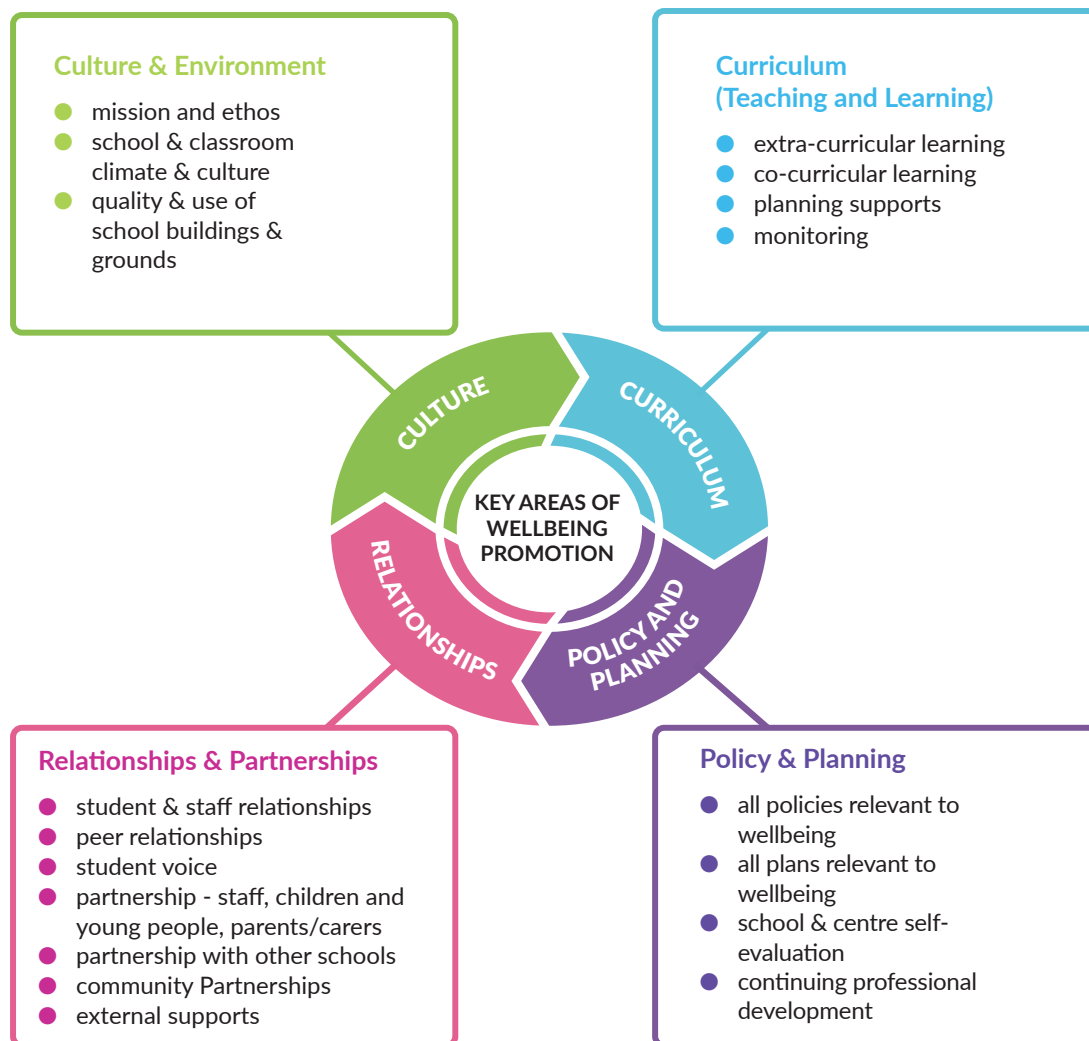 Culture & Environment
● mission and ethos
● school & classroom
climate & culture
● quality & use of
school buildings &
grounds
Curriculum
(Teaching and Learning)
● extra-curricular learning
● co-curricular learning
● planning supports
● monitoring
CULTURE
CURRICULUM
KEY AREAS OF
WELLBEING
PROMOTION
RELATIONSHIPS
POLICY AND
PLANNING
Relationships & Partnerships
● student & staff relationships
● peer relationships
● student voice
● partnership - staff, children and
young people, parents/carers
● partnership with other schools
● community Partnerships
● external supports
Policy & Planning
● all policies relevant to
wellbeing
● all plans relevant to
wellbeing
● school & centre self-
evaluation
● continuing professional
development